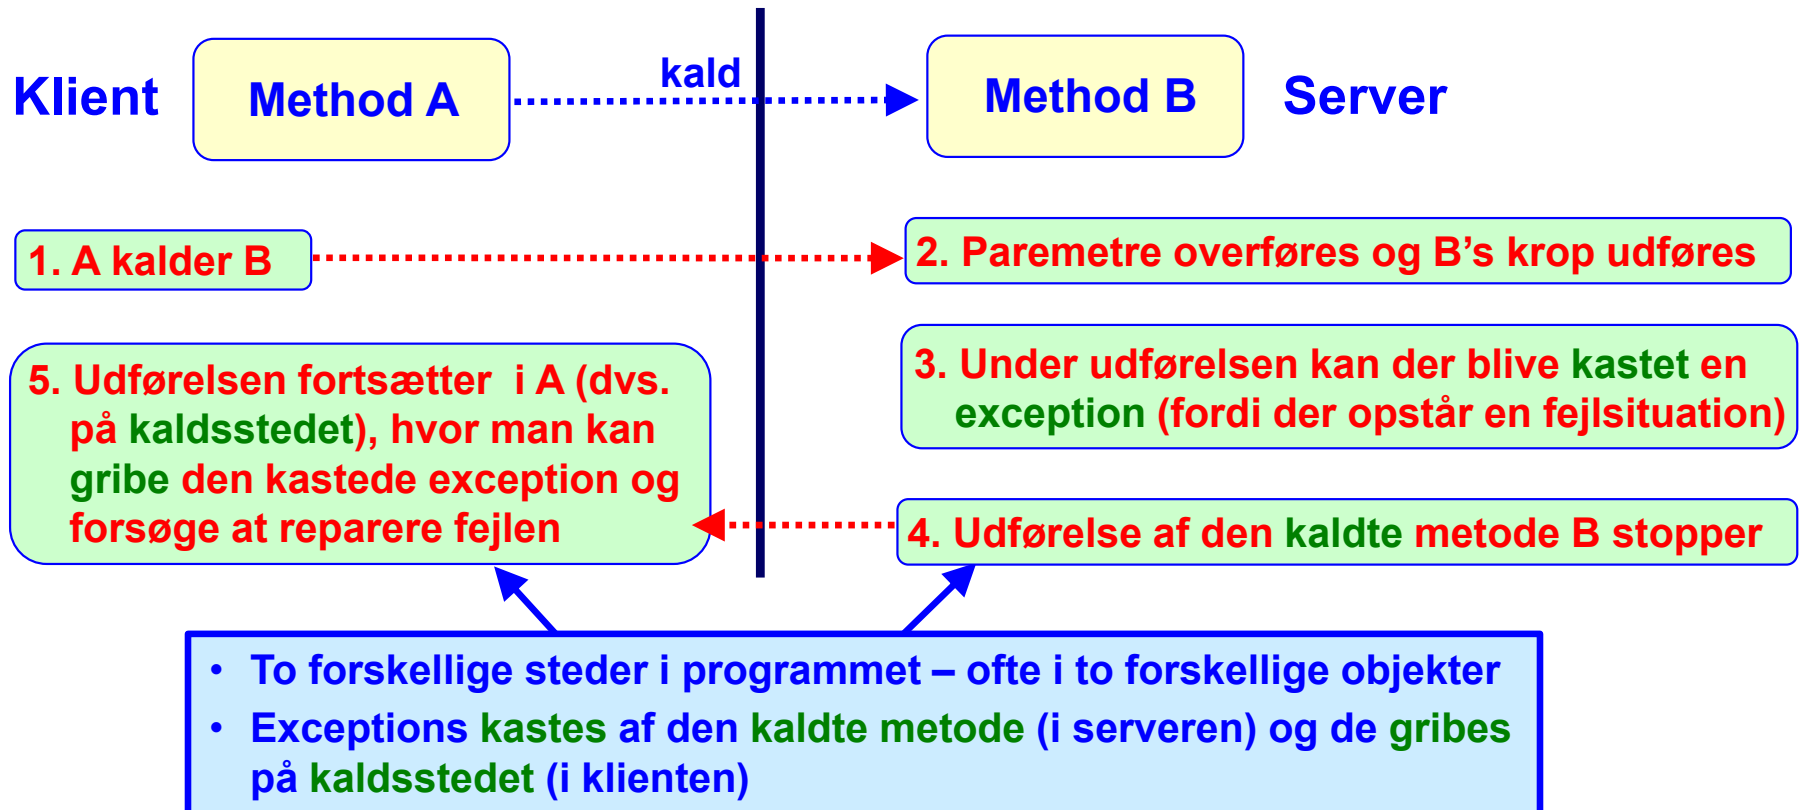 Klient
Method A
kald
Method B
Server
1. A kalder B
2. Paremetre overføres og B’s krop udføres
3. Under udførelsen kan der blive kastet en
exception (fordi der opstår en fejlsituation)
4. Udførelse af den kaldte metode B stopper
5. Udførelsen fortsætter i A (dvs.
på kaldsstedet), hvor man kan
gribe den kastede exception og
forsøge at reparere fejlen
• To forskellige steder i programmet – ofte i to forskellige objekter
• Exceptions kastes af den kaldte metode (i serveren) og de gribes
på kaldsstedet (i klienten)